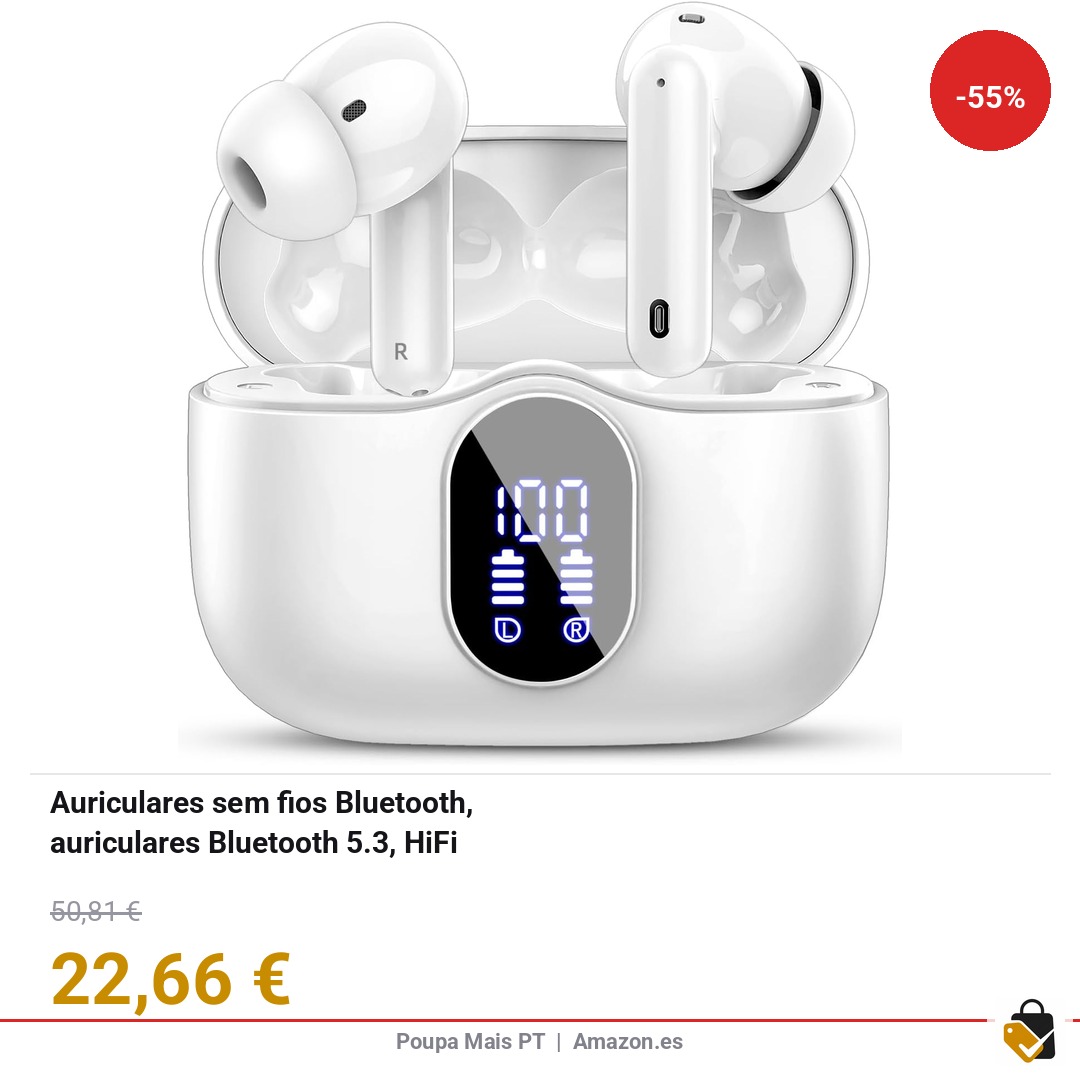 -55%
R
100
L R
Auriculares sem fios Bluetooth,
auriculares Bluetooth 5.3, HiFi
50,81 €
22,66 €
Poupa Mais PT | Amazon.es